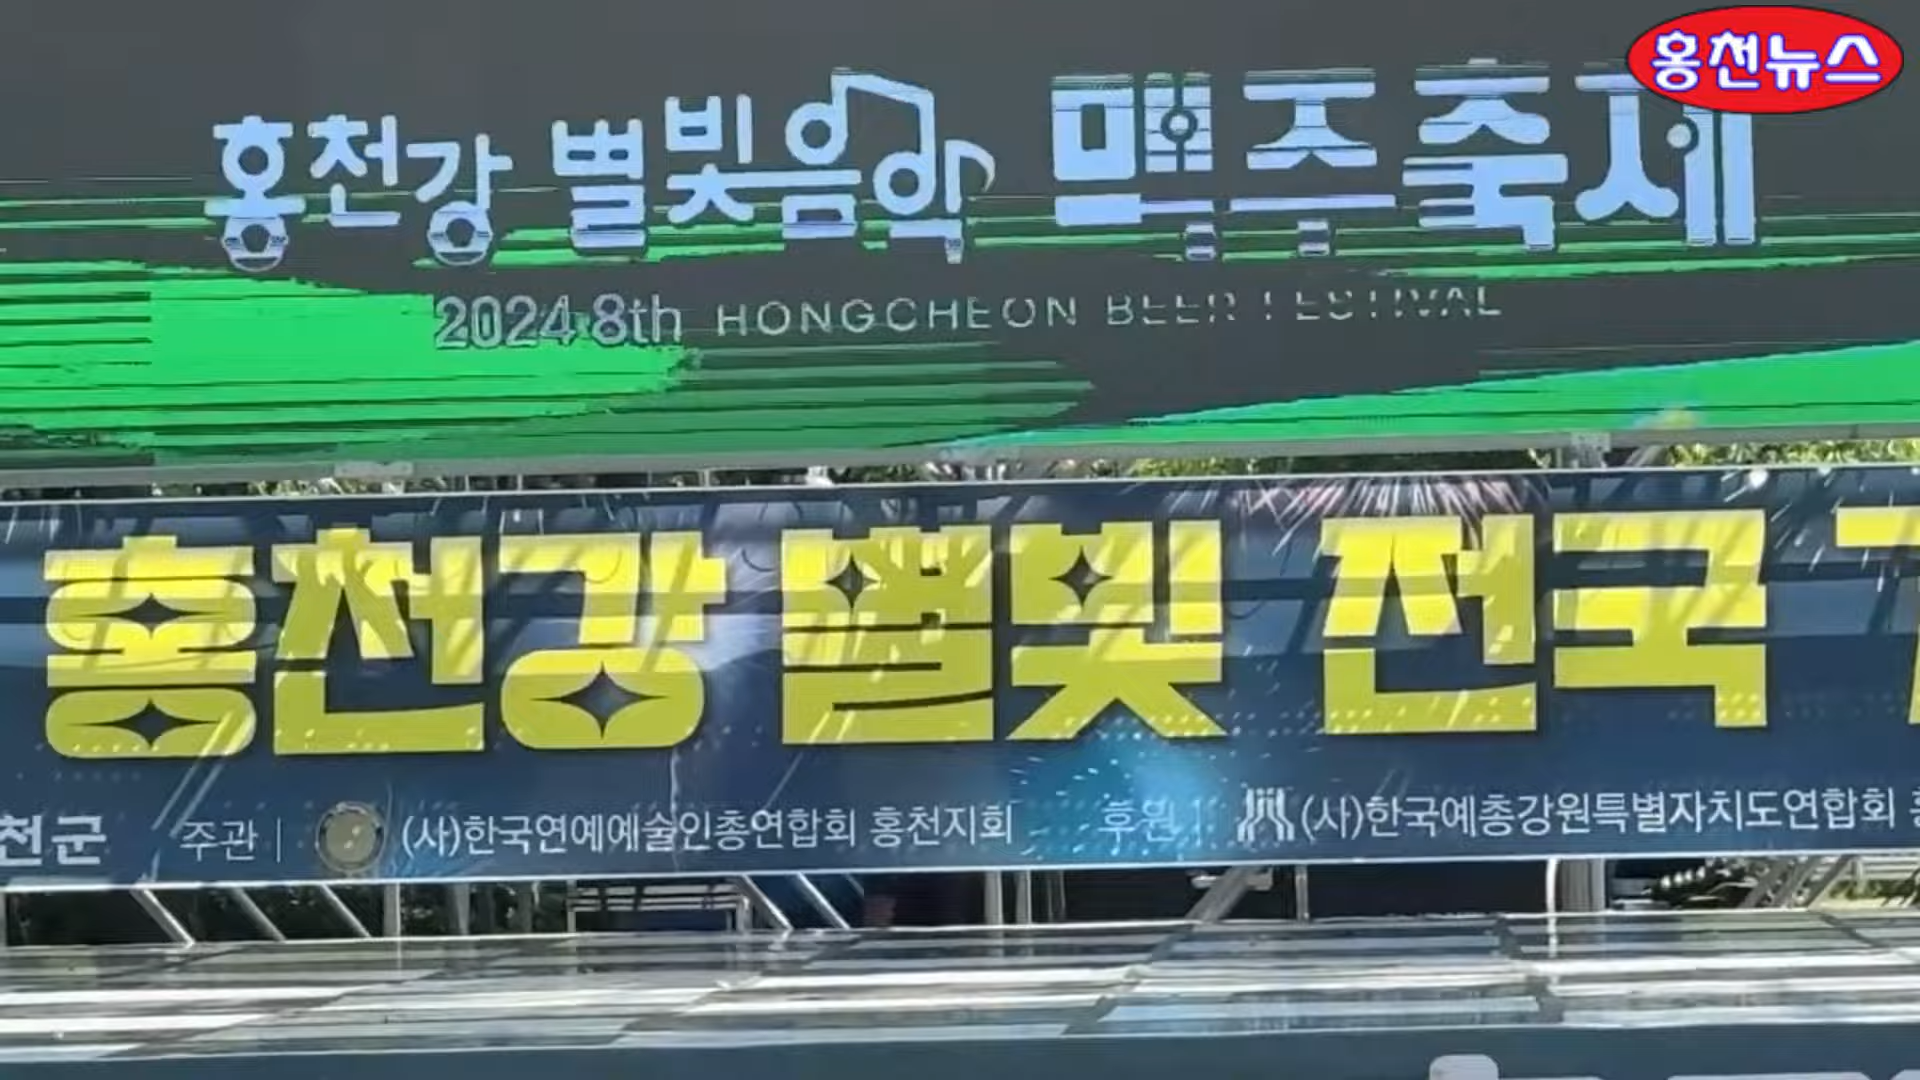 홍천뉴스
홍천강 별빛음악 맥주축제
2024 8th HONGCHEON BEER FESTIVAL
홍천강 별빛 전국
천군 주관 | (사)한국연예예술인총연합회 홍천지회 후원 | (사)한국예총강원특별자치도연합회